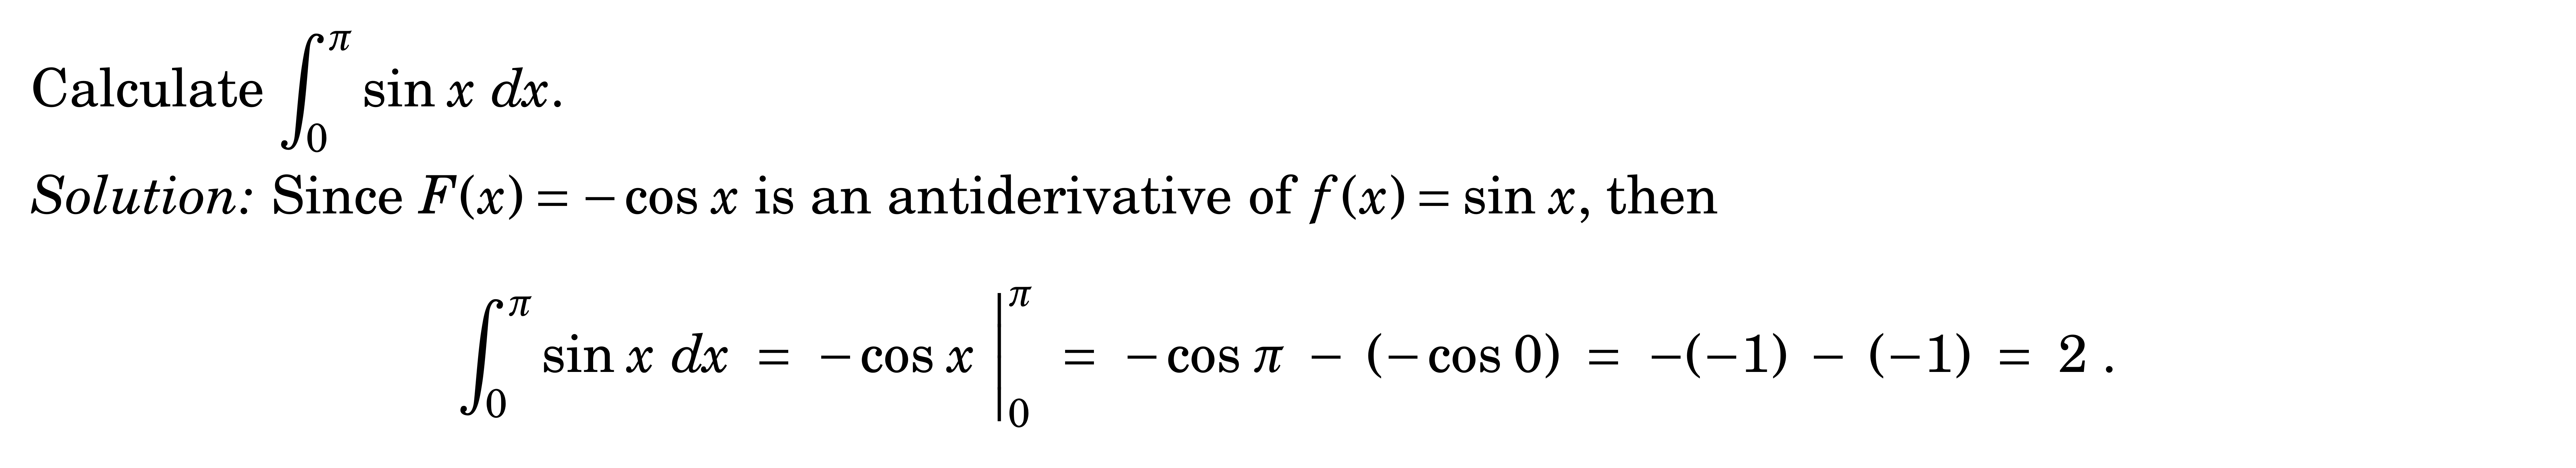 Calculate ∫₀^π sin x dx.
Solution: Since F(x) = −cos x is an antiderivative of f(x) = sin x, then
∫₀^π sin x dx = −cos x |₀^π = −cos π − (−cos 0) = −(−1) − (−1) = 2 .